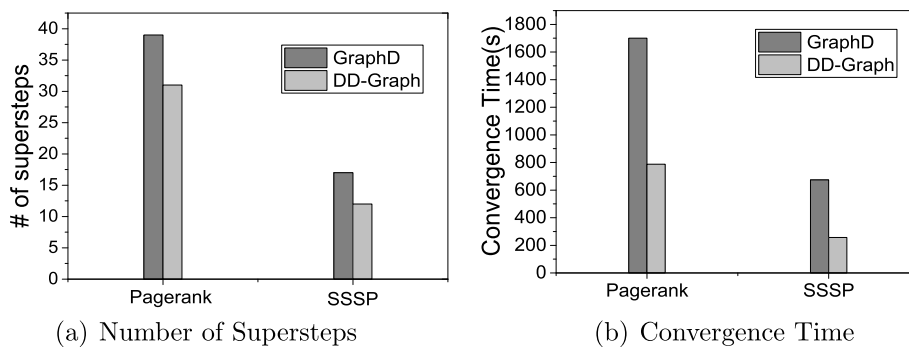 40
35
30
25
20
15
10
5
0
# of supersteps
GraphD
DD-Graph
Pagerank
SSSP
(a) Number of Supersteps
1800
1600
1400
1200
1000
800
600
400
200
0
Convergence Time(s)
GraphD
DD-Graph
Pagerank
SSSP
(b) Convergence Time